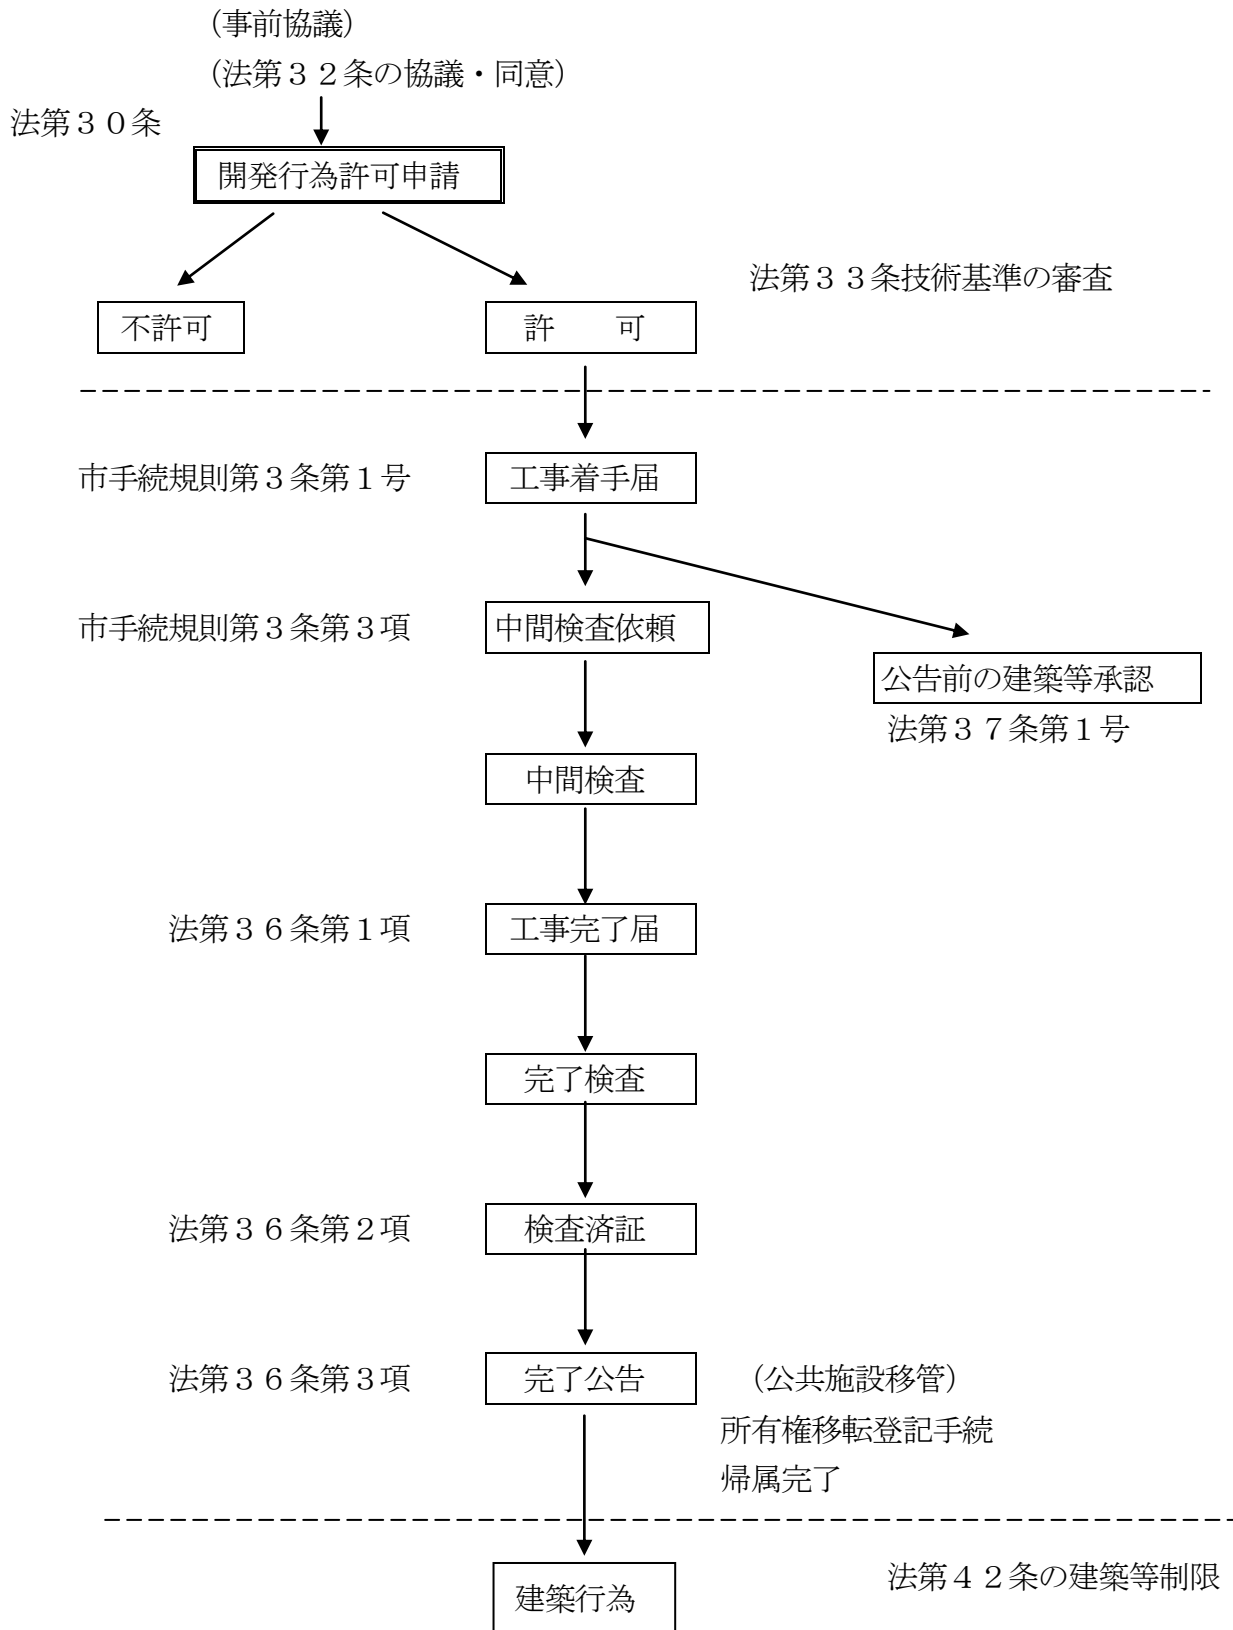 （事前協議）
（法第３２条の協議・同意）
法第３０条
開発行為許可申請
法第３３条技術基準の審査
不許可
許　　可
市手続規則第３条第１号
工事着手届
市手続規則第３条第３項
中間検査依頼
公告前の建築等承認
法第３７条第１号
中間検査
法第３６条第１項
工事完了届
完了検査
法第３６条第２項
検査済証
法第３６条第３項
完了公告
（公共施設移管）
所有権移転登記手続
帰属完了
法第４２条の建築等制限
建築行為